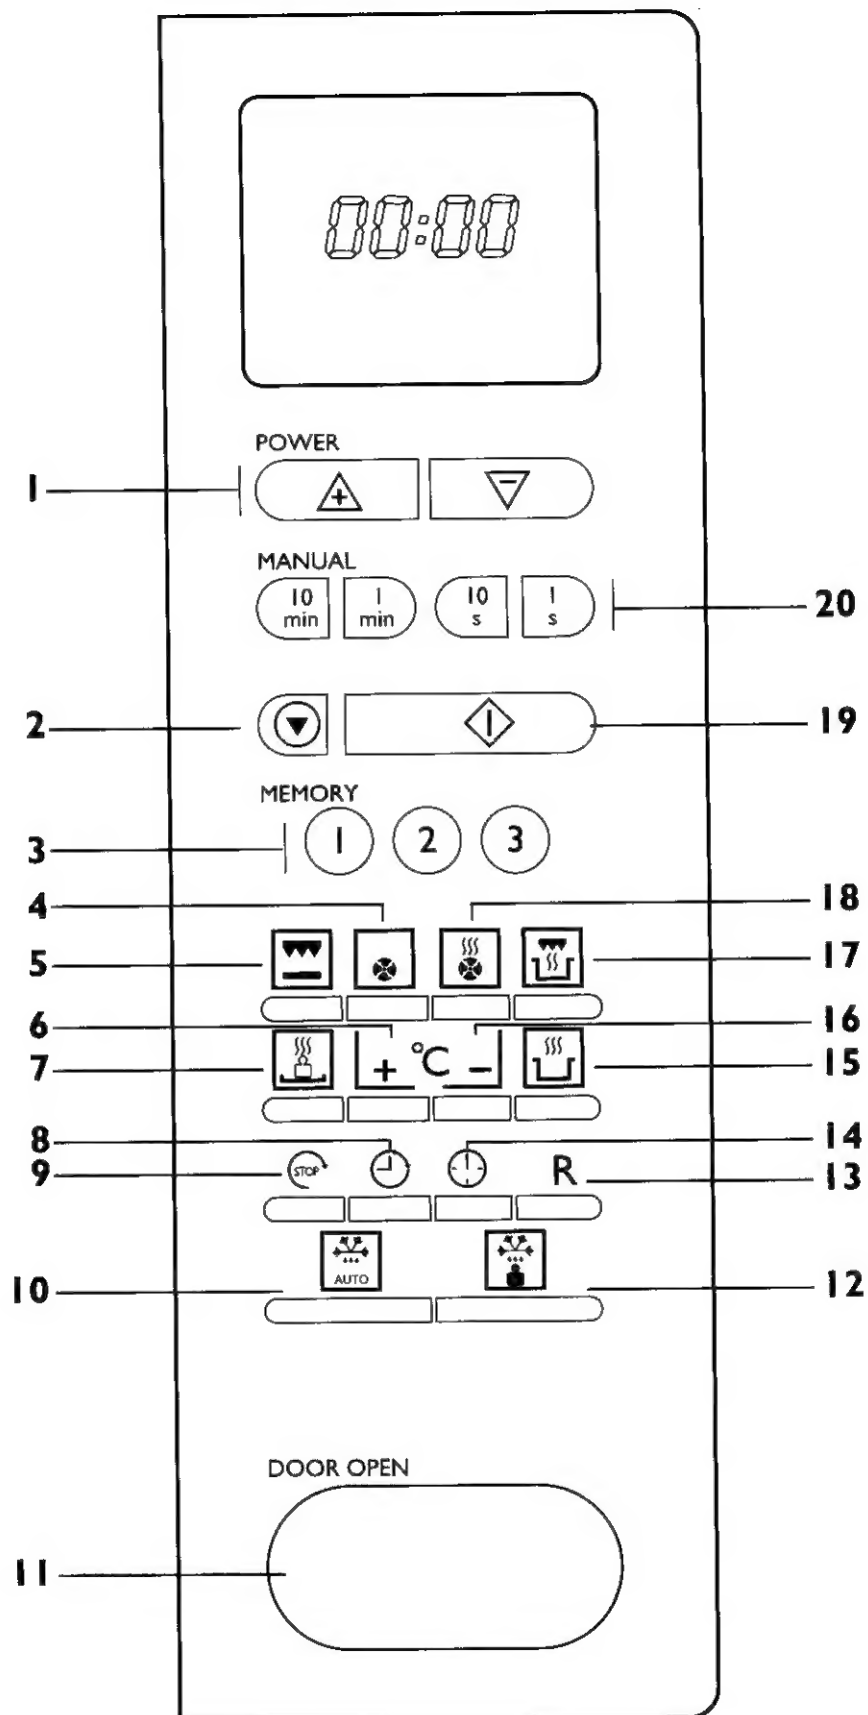 00:00
POWER
1
+ −
MANUAL
10 min 1 min 10 s 1 s
20
2
19
MEMORY
3
1 2 3
4
18
5
17
6
16
7
+ °C −
15
8
14
9
STOP
R
13
10
AUTO
12
DOOR OPEN
11